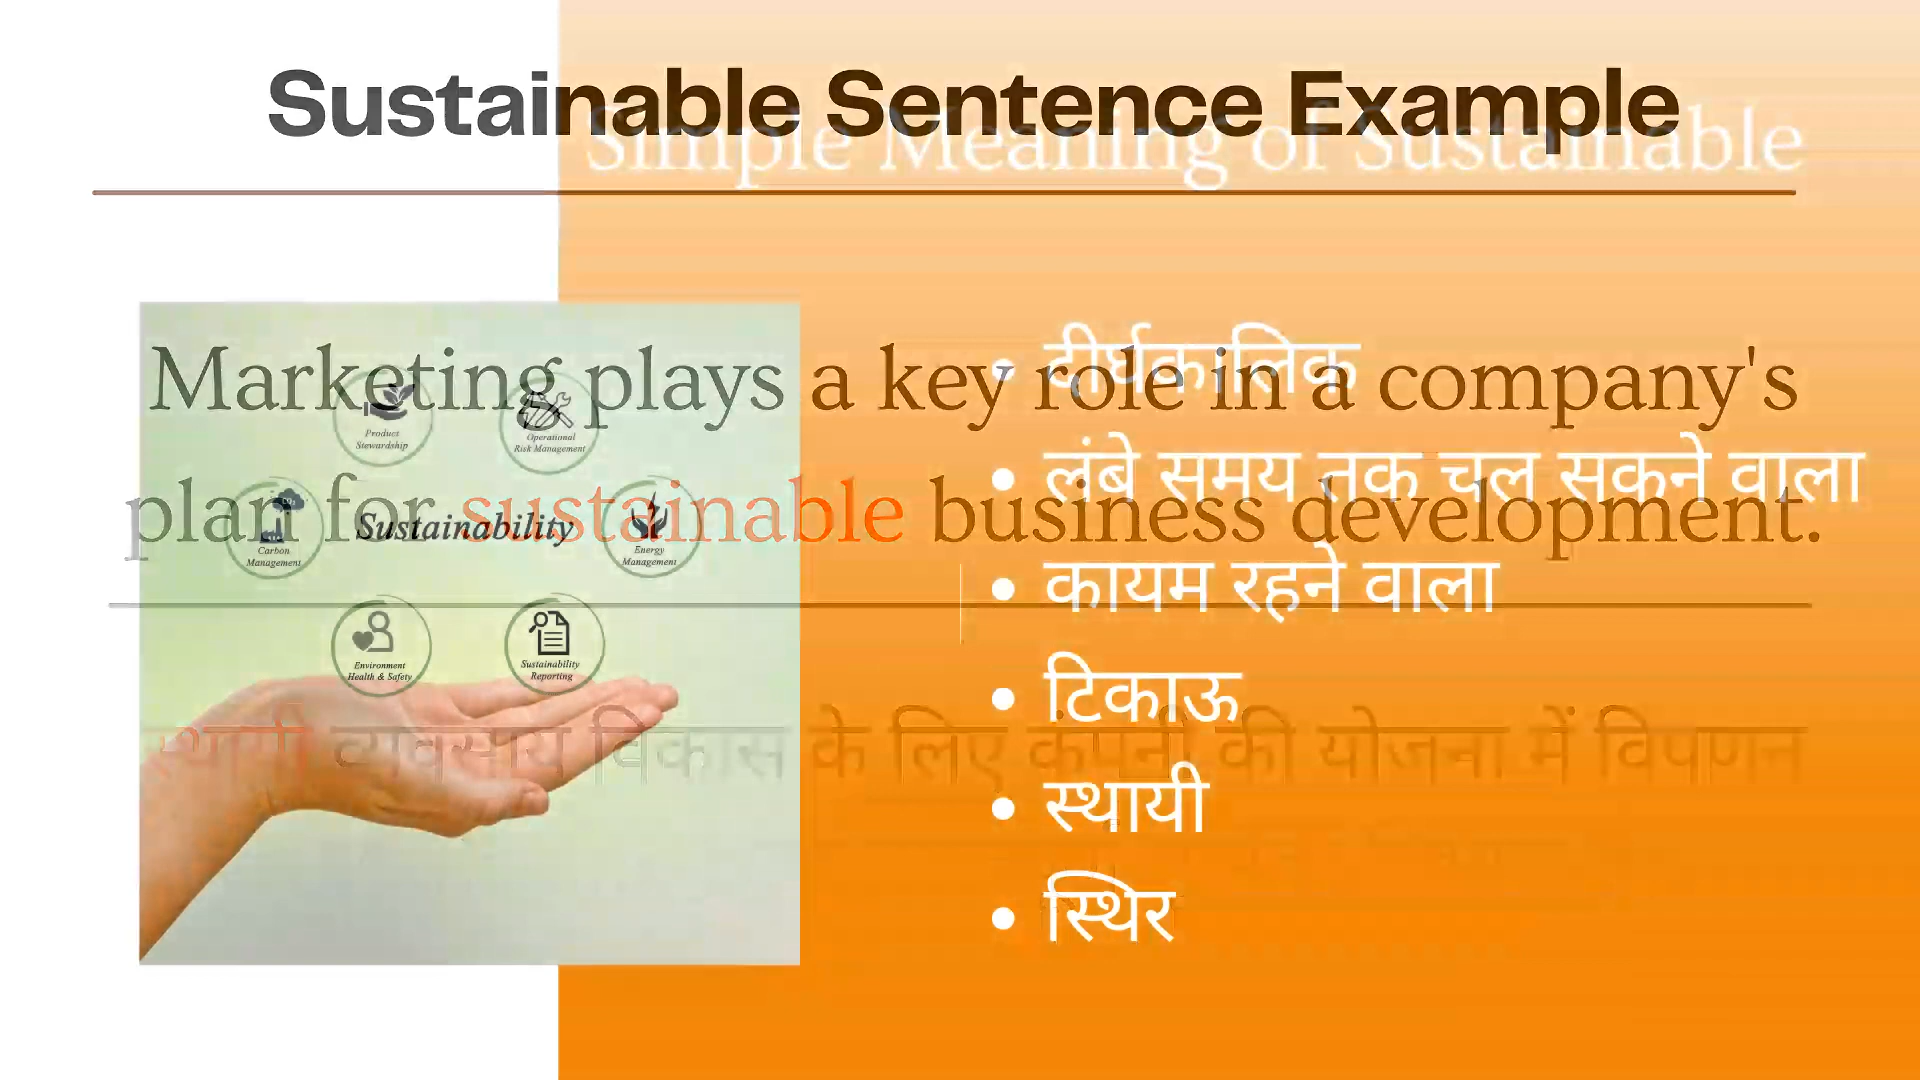 Sustainable Sentence Example
Simple Meaning of Sustainable
Marketing plays a key role in a company's
plan for sustainable business development.
स्थायी व्यवसाय विकास के लिए कंपनी की योजना में विपणन
• दीर्घकालिक
• लंबे समय तक चल सकने वाला
• कायम रहने वाला
• टिकाऊ
• स्थायी
• स्थिर
Product
Stewardship
Operational
Risk Management
Carbon
Management
Sustainability
Energy
Management
Environment
Health & Safety
Sustainability
Reporting